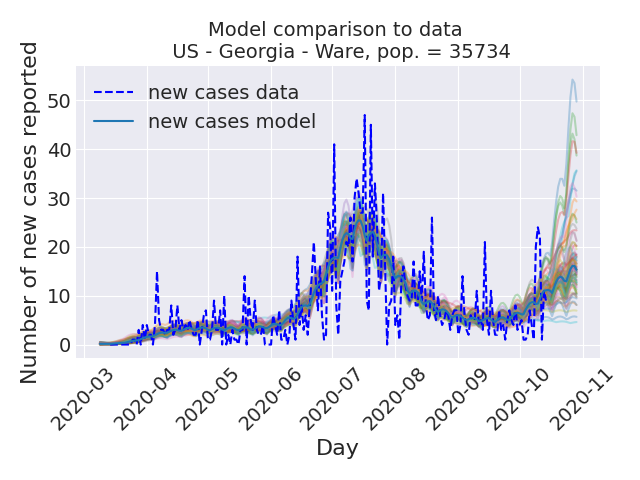 Model comparison to data
US - Georgia - Ware, pop. = 35734
Number of new cases reported
50
40
30
20
10
0
new cases data
new cases model
2020-03
2020-04
2020-05
2020-06
2020-07
2020-08
2020-09
2020-10
2020-11
Day